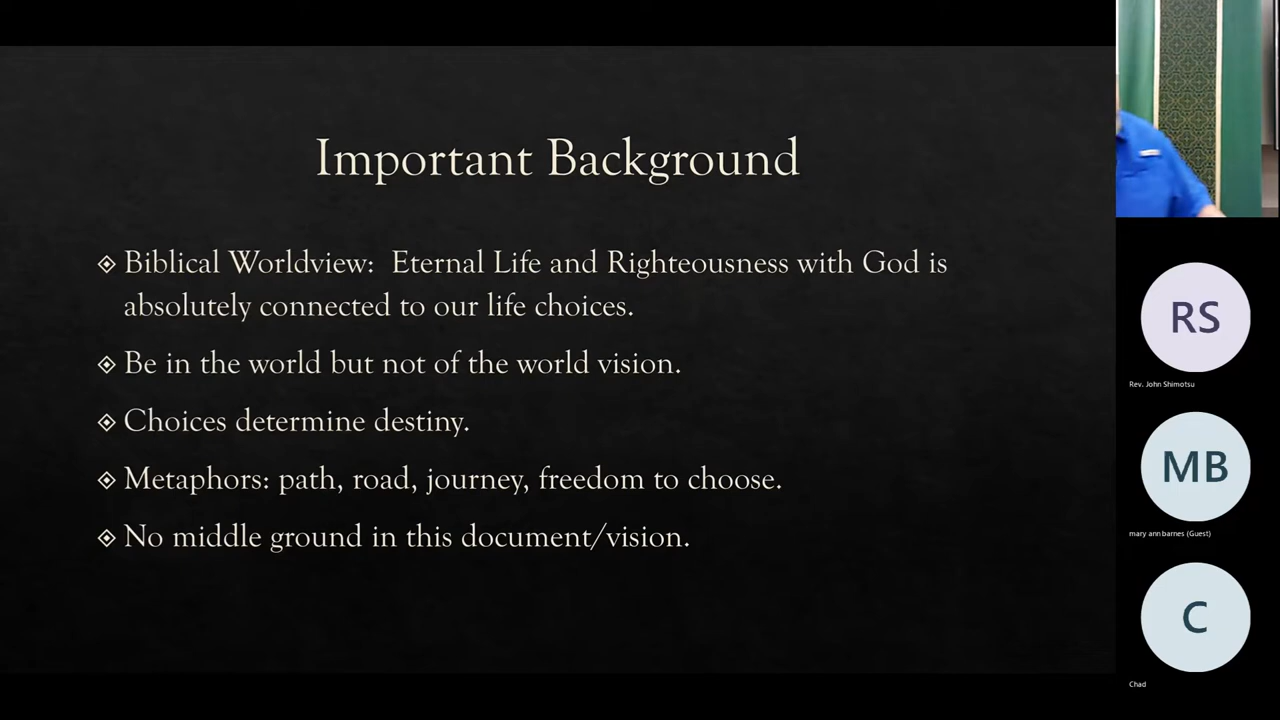 Important Background
Biblical Worldview: Eternal Life and Righteousness with God is
absolutely connected to our life choices.
Be in the world but not of the world vision.
Choices determine destiny.
Metaphors: path, road, journey, freedom to choose.
No middle ground in this document/vision.
RS
Rev. John Shimotsu
MB
mary ann barnes (Guest)
C
Chad